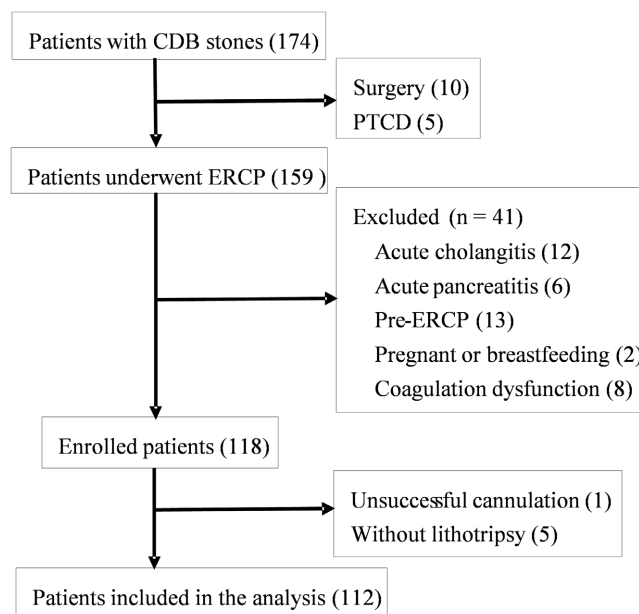 Patients with CDB stones (174)
Surgery (10)
PTCD (5)
Patients underwent ERCP (159 )
Excluded (n = 41)
Acute cholangitis (12)
Acute pancreatitis (6)
Pre-ERCP (13)
Pregnant or breastfeeding (2)
Coagulation dysfunction (8)
Enrolled patients (118)
Unsuccessful cannulation (1)
Without lithotripsy (5)
Patients included in the analysis (112)